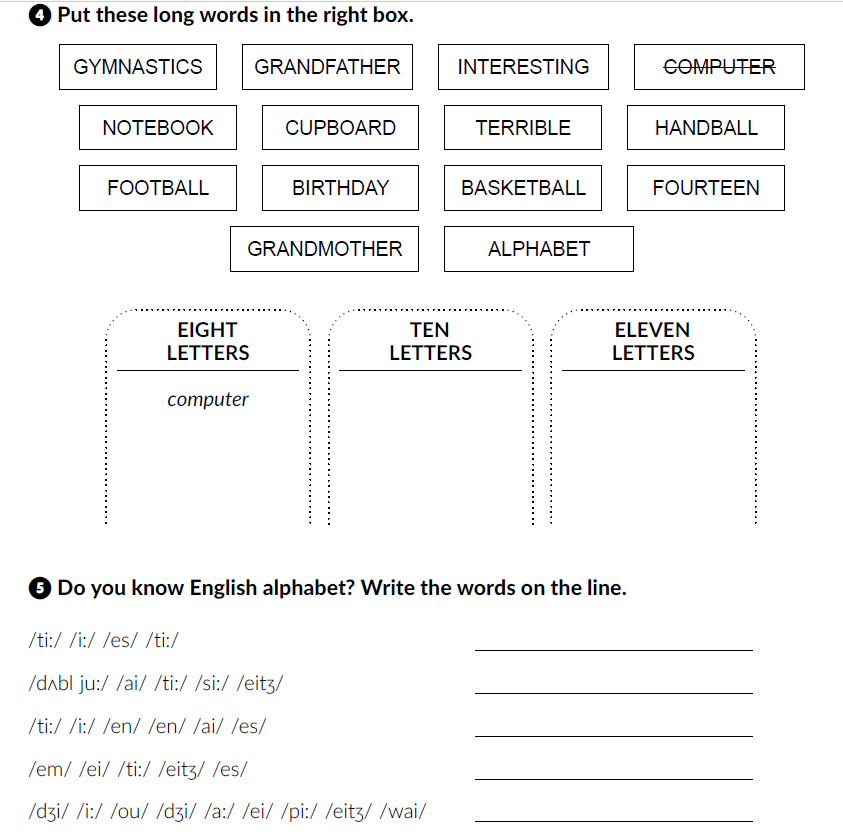 4 Put these long words in the right box.
GYMNASTICS GRANDFATHER INTERESTING COMPUTER
NOTEBOOK CUPBOARD TERRIBLE HANDBALL
FOOTBALL BIRTHDAY BASKETBALL FOURTEEN
GRANDMOTHER ALPHABET
EIGHT TEN ELEVEN
LETTERS LETTERS LETTERS
computer
5 Do you know English alphabet? Write the words on the line.
/ti:/ /i:/ /es/ /ti:/
/dʌbl ju:/ /ai/ /ti:/ /si:/ /eitʒ/
/ti:/ /i:/ /en/ /en/ /ai/ /es/
/em/ /ei/ /ti:/ /eitʒ/ /es/
/dʒi/ /i:/ /ou/ /dʒi/ /a:/ /ei/ /pi:/ /eitʒ/ /wai/